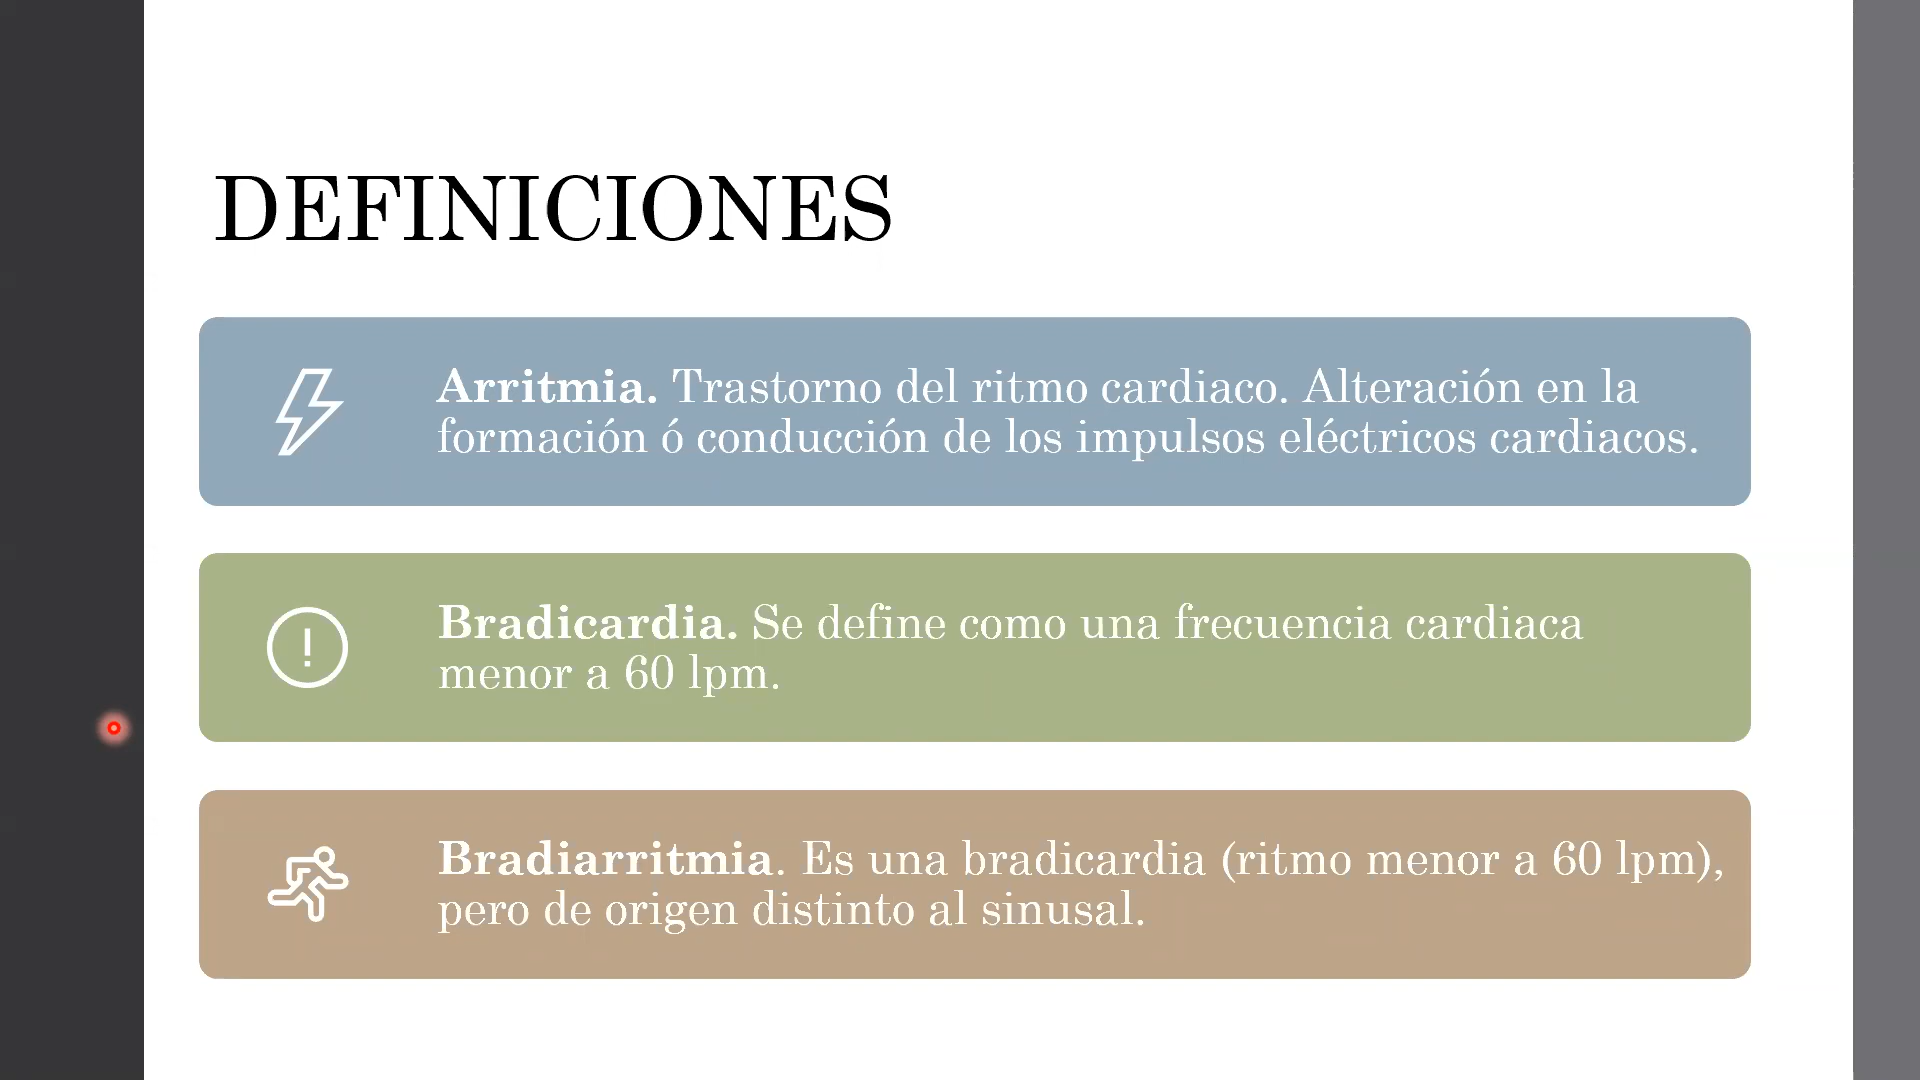 DEFINICIONES
Arritmia. Trastorno del ritmo cardiaco. Alteración en la
formación ó conducción de los impulsos eléctricos cardiacos.
Bradicardia. Se define como una frecuencia cardiaca
menor a 60 lpm.
Bradiarritmia. Es una bradicardia (ritmo menor a 60 lpm),
pero de origen distinto al sinusal.